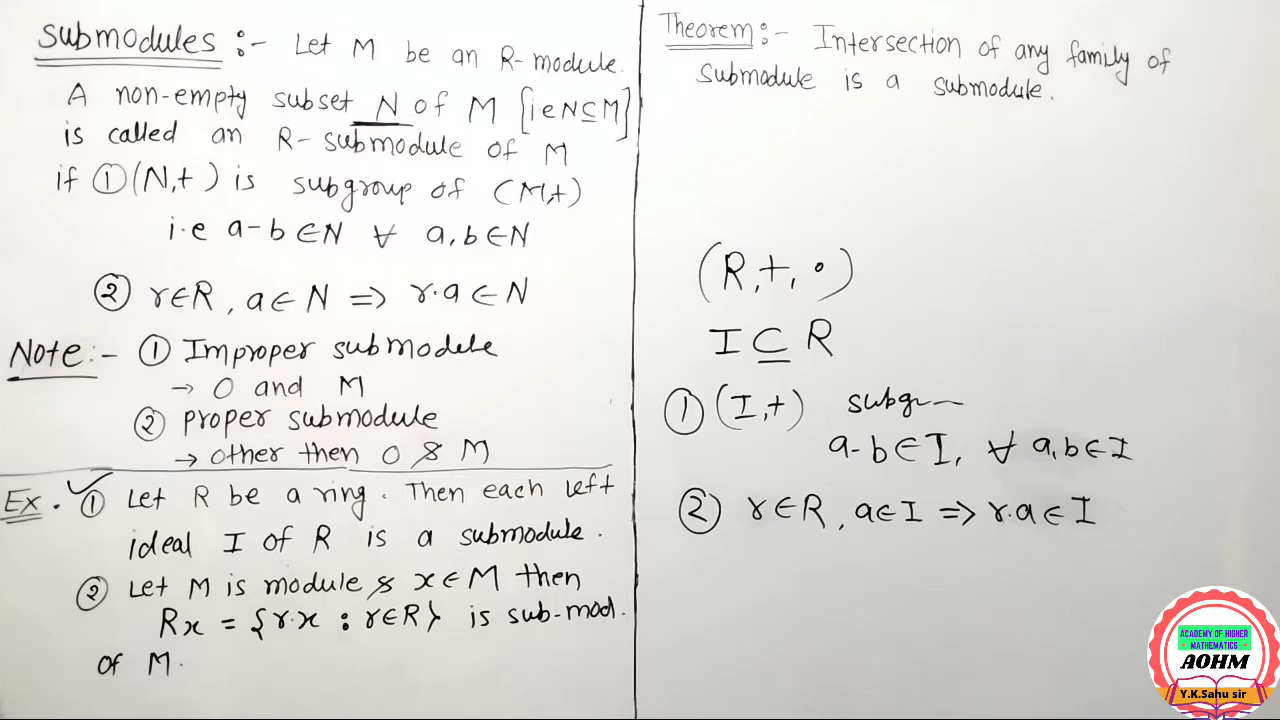 Submodules :- Let M be an R-module.
A non-empty subset N of M [i.e N⊆M]
is called an R-submodule of M
if ① (N,+) is subgroup of (M,+)
i.e a-b ∈ N ∀ a,b ∈ N
② r∈R, a∈N ⇒ r.a ∈ N
Note:- ① Improper submodule
→ 0 and M
② proper submodule
→ other then 0 & M
Ex. ① Let R be a ring. Then each left
ideal I of R is a submodule.
② Let M is module & x∈M then
Rx = {r.x : r∈R} is sub-mod.
of M.
Theorem:- Intersection of any family of
submodule is a submodule.
(R,+,•)
I ⊆ R
① (I,+) subgr
a-b ∈ I, ∀ a,b ∈ I
② r∈R, a∈I ⇒ r.a ∈ I
ACADEMY OF HIGHER
MATHEMATICS
AOHM
Y.K.Sahu sir